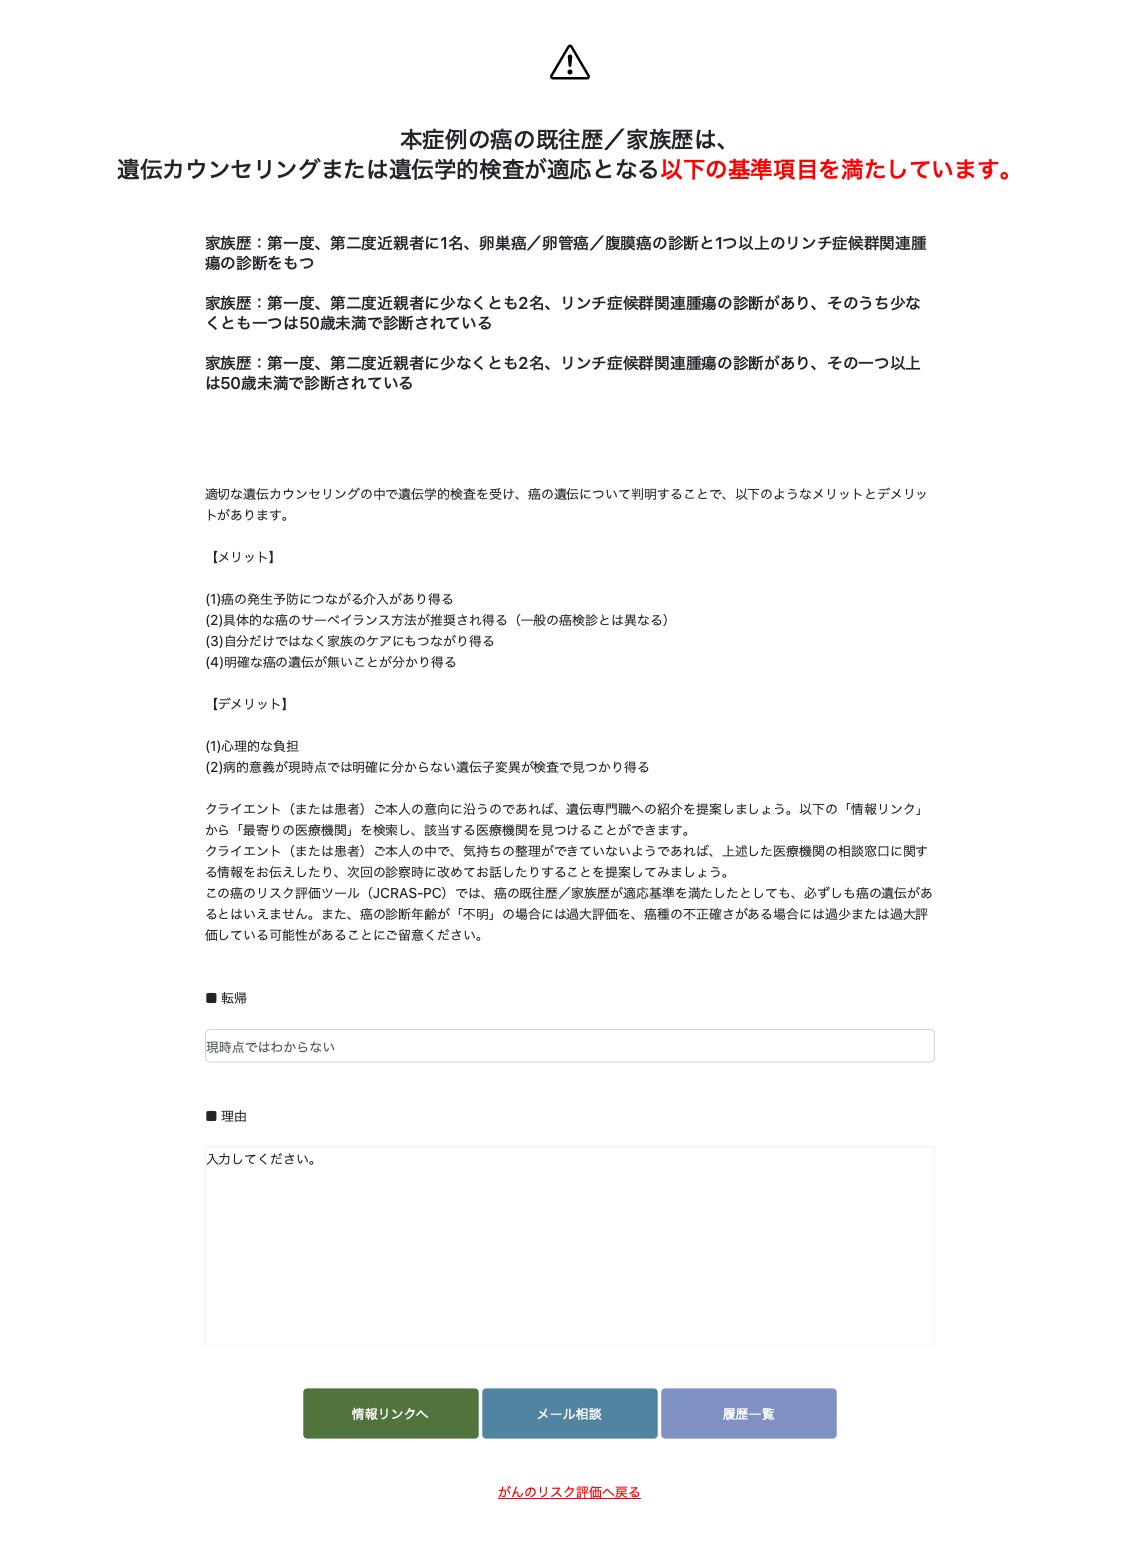 本症例の癌の既往歴／家族歴は、
遺伝カウンセリングまたは遺伝学的検査が適応となる以下の基準項目を満たしています。
家族歴：第一度、第二度近親者に1名、卵巣癌／卵管癌／腹膜癌の診断と1つ以上のリンチ症候群関連腫
瘍の診断をもつ
家族歴：第一度、第二度近親者に少なくとも2名、リンチ症候群関連腫瘍の診断があり、そのうち少な
くとも一つは50歳未満で診断されている
家族歴：第一度、第二度近親者に少なくとも2名、リンチ症候群関連腫瘍の診断があり、その一つ以上
は50歳未満で診断されている
適切な遺伝カウンセリングの中で遺伝学的検査を受け、癌の遺伝について判明することで、以下のようなメリットとデメリッ
トがあります。
【メリット】
(1)癌の発生予防につながる介入があり得る
(2)具体的な癌のサーベイランス方法が推奨され得る（一般の癌検診とは異なる）
(3)自分だけではなく家族のケアにもつながり得る
(4)明確な癌の遺伝が無いことが分かり得る
【デメリット】
(1)心理的な負担
(2)病的意義が現時点では明確に分からない遺伝子変異が検査で見つかり得る
クライエント（または患者）ご本人の意向に沿うのであれば、遺伝専門職への紹介を提案しましょう。以下の「情報リンク」
から「最寄りの医療機関」を検索し、該当する医療機関を見つけることができます。
クライエント（または患者）ご本人の中で、気持ちの整理ができていないようであれば、上述した医療機関の相談窓口に関す
る情報をお伝えしたり、次回の診察時に改めてお話したりすることを提案してみましょう。
この癌のリスク評価ツール（JCRAS-PC）では、癌の既往歴／家族歴が適応基準を満たしたとしても、必ずしも癌の遺伝があ
るとはいえません。また、癌の診断年齢が「不明」の場合には過大評価を、癌種の不正確さがある場合には過少または過大評
価している可能性があることにご留意ください。
■ 転帰
現時点ではわからない
■ 理由
入力してください。
情報リンクへ
メール相談
履歴一覧
がんのリスク評価へ戻る